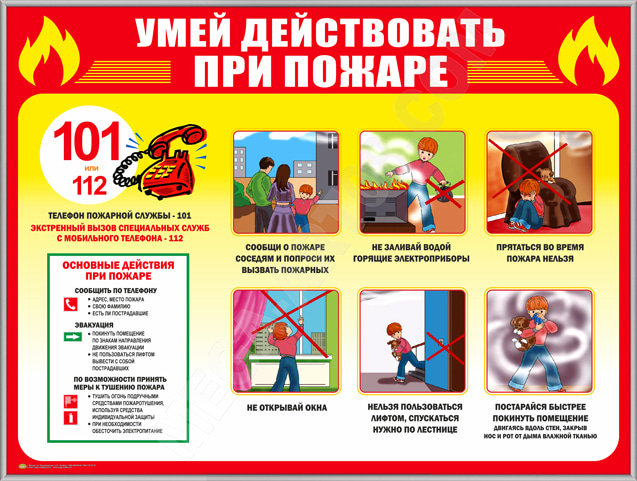 УМЕЙ ДЕЙСТВОВАТЬ
ПРИ ПОЖАРЕ
101
ИЛИ
112
ТЕЛЕФОН ПОЖАРНОЙ СЛУЖБЫ - 101
ЭКСТРЕННЫЙ ВЫЗОВ СПЕЦИАЛЬНЫХ СЛУЖБ
С МОБИЛЬНОГО ТЕЛЕФОНА - 112
ОСНОВНЫЕ ДЕЙСТВИЯ
ПРИ ПОЖАРЕ
СООБЩИТЬ ПО ТЕЛЕФОНУ
• АДРЕС, МЕСТО ПОЖАРА
• СВОЮ ФАМИЛИЮ
• ЕСТЬ ЛИ ПОСТРАДАВШИЕ
ЭВАКУАЦИЯ
• ПОКИНУТЬ ПОМЕЩЕНИЕ
ПО ЗНАКАМ НАПРАВЛЕНИЯ
ДВИЖЕНИЯ ЭВАКУАЦИИ
• НЕ ПОЛЬЗОВАТЬСЯ ЛИФТОМ
ВЫВЕСТИ С СОБОЙ
ПОСТРАДАВШИХ
ПО ВОЗМОЖНОСТИ ПРИНЯТЬ
МЕРЫ К ТУШЕНИЮ ПОЖАРА
• ТУШИТЬ ОГОНЬ ПОДРУЧНЫМИ
СРЕДСТВАМИ ПОЖАРОТУШЕНИЯ,
ИСПОЛЬЗУЯ СРЕДСТВА
ИНДИВИДУАЛЬНОЙ ЗАЩИТЫ
• ПРИ НЕОБХОДИМОСТИ
ОБЕСТОЧИТЬ ЭЛЕКТРОПИТАНИЕ
СООБЩИ О ПОЖАРЕ
СОСЕДЯМ И ПОПРОСИ ИХ
ВЫЗВАТЬ ПОЖАРНЫХ
НЕ ЗАЛИВАЙ ВОДОЙ
ГОРЯЩИЕ ЭЛЕКТРОПРИБОРЫ
ПРЯТАТЬСЯ ВО ВРЕМЯ
ПОЖАРА НЕЛЬЗЯ
НЕ ОТКРЫВАЙ ОКНА
НЕЛЬЗЯ ПОЛЬЗОВАТЬСЯ
ЛИФТОМ, СПУСКАТЬСЯ
НУЖНО ПО ЛЕСТНИЦЕ
ПОСТАРАЙСЯ БЫСТРЕЕ
ПОКИНУТЬ ПОМЕЩЕНИЕ
ДВИГАЯСЬ ВДОЛЬ СТЕН, ЗАКРЫВ
НОС И РОТ ОТ ДЫМА ВЛАЖНОЙ ТКАНЬЮ